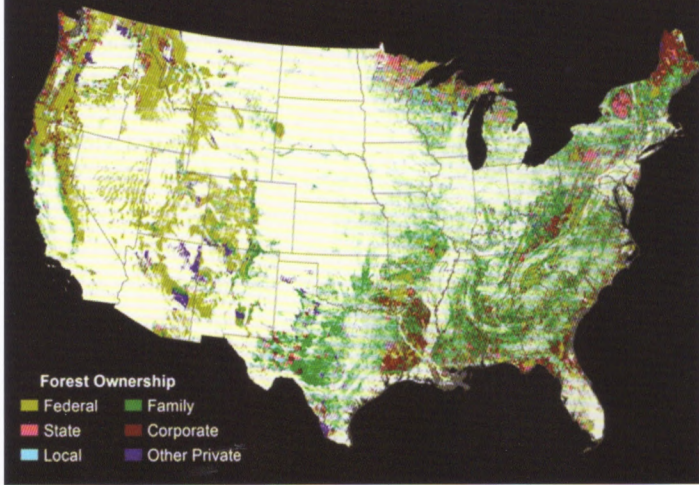 Forest Ownership
Federal
Family
State
Corporate
Local
Other Private